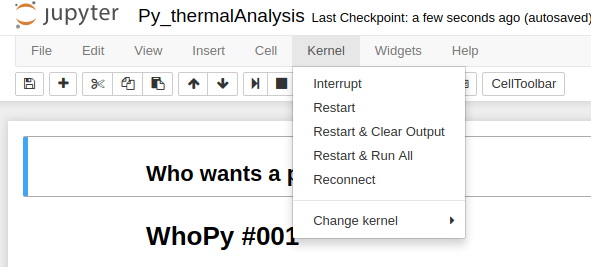 jupyter Py_thermalAnalysis Last Checkpoint: a few seconds ago (autosaved)
File Edit View Insert Cell Kernel Widgets Help
CellToolbar
Interrupt
Restart
Restart & Clear Output
Restart & Run All
Reconnect
Change kernel
Who wants a
WhoPy #001